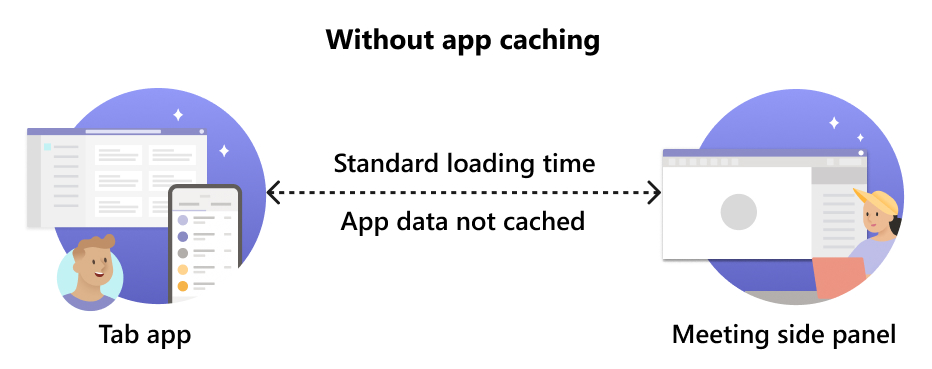 Without app caching
Standard loading time
App data not cached
Tab app
Meeting side panel